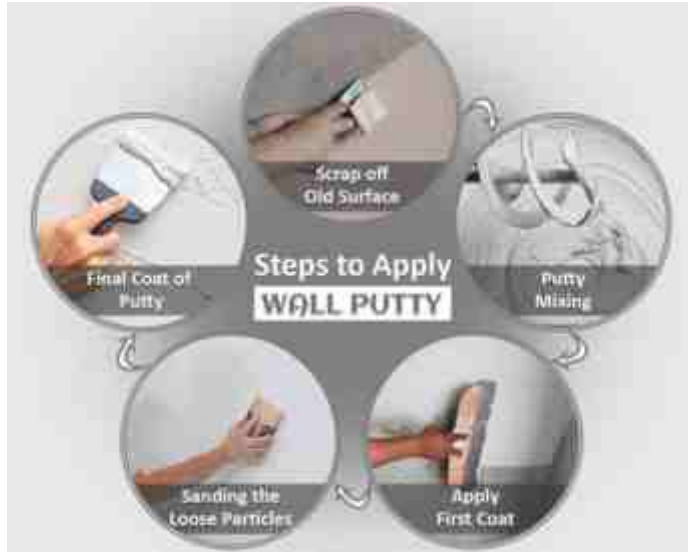 Steps to Apply
WALL PUTTY
Scrap off
Old Surface
Putty
Mixing
Apply
First Coat
Sanding the
Loose Particles
Final Coat of
Putty